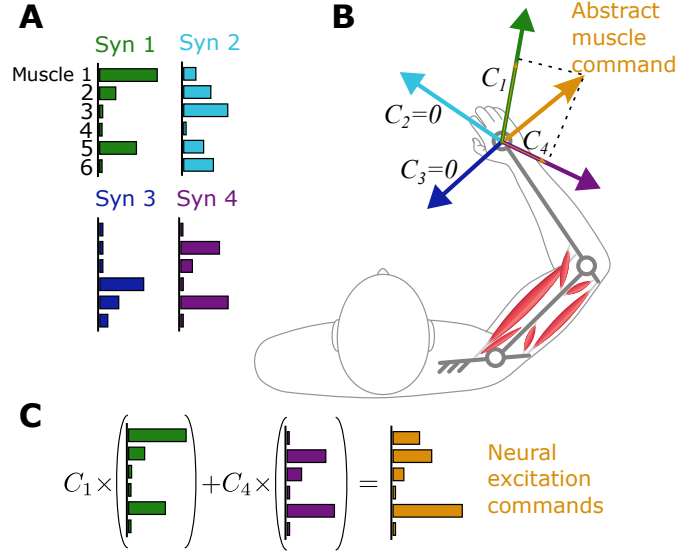 A
Syn 1
Syn 2
Muscle 1
2
3
4
5
6
Syn 3
Syn 4
B
Abstract
muscle
command
C₁
C₂=0
C₃=0
C₄
C
C₁×
+C₄×
=
Neural
excitation
commands